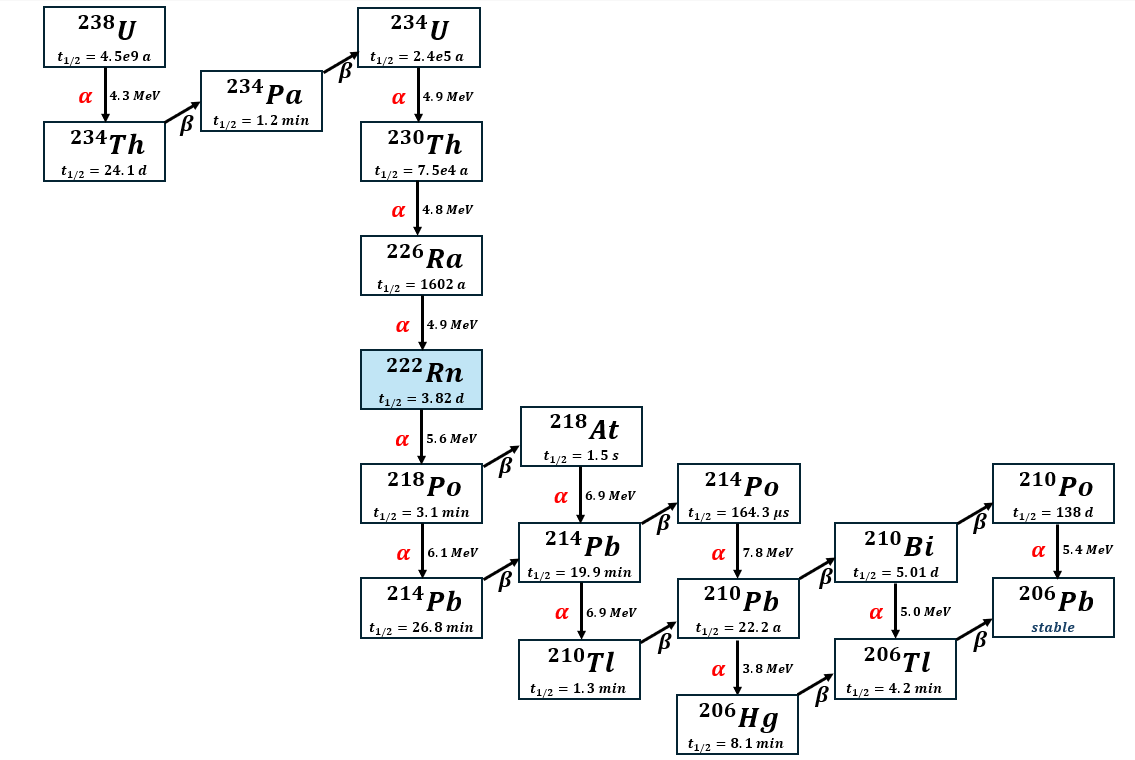 ²³⁸U
t₁/₂ = 4.5e9 a
α
4.3 MeV
²³⁴Th
t₁/₂ = 24.1 d
β
²³⁴Pa
t₁/₂ = 1.2 min
β
²³⁴U
t₁/₂ = 2.4e5 a
α
4.9 MeV
²³⁰Th
t₁/₂ = 7.5e4 a
α
4.8 MeV
²²⁶Ra
t₁/₂ = 1602 a
α
4.9 MeV
²²²Rn
t₁/₂ = 3.82 d
α
5.6 MeV
²¹⁸Po
t₁/₂ = 3.1 min
β
²¹⁸At
t₁/₂ = 1.5 s
α
6.1 MeV
²¹⁴Pb
t₁/₂ = 26.8 min
β
α
6.9 MeV
²¹⁴Pb
t₁/₂ = 19.9 min
β
²¹⁴Po
t₁/₂ = 164.3 μs
α
6.9 MeV
²¹⁰Tl
t₁/₂ = 1.3 min
β
α
7.8 MeV
²¹⁰Pb
t₁/₂ = 22.2 a
β
²¹⁰Bi
t₁/₂ = 5.01 d
β
²¹⁰Po
t₁/₂ = 138 d
α
3.8 MeV
²⁰⁶Hg
t₁/₂ = 8.1 min
β
α
5.0 MeV
²⁰⁶Tl
t₁/₂ = 4.2 min
β
α
5.4 MeV
²⁰⁶Pb
stable